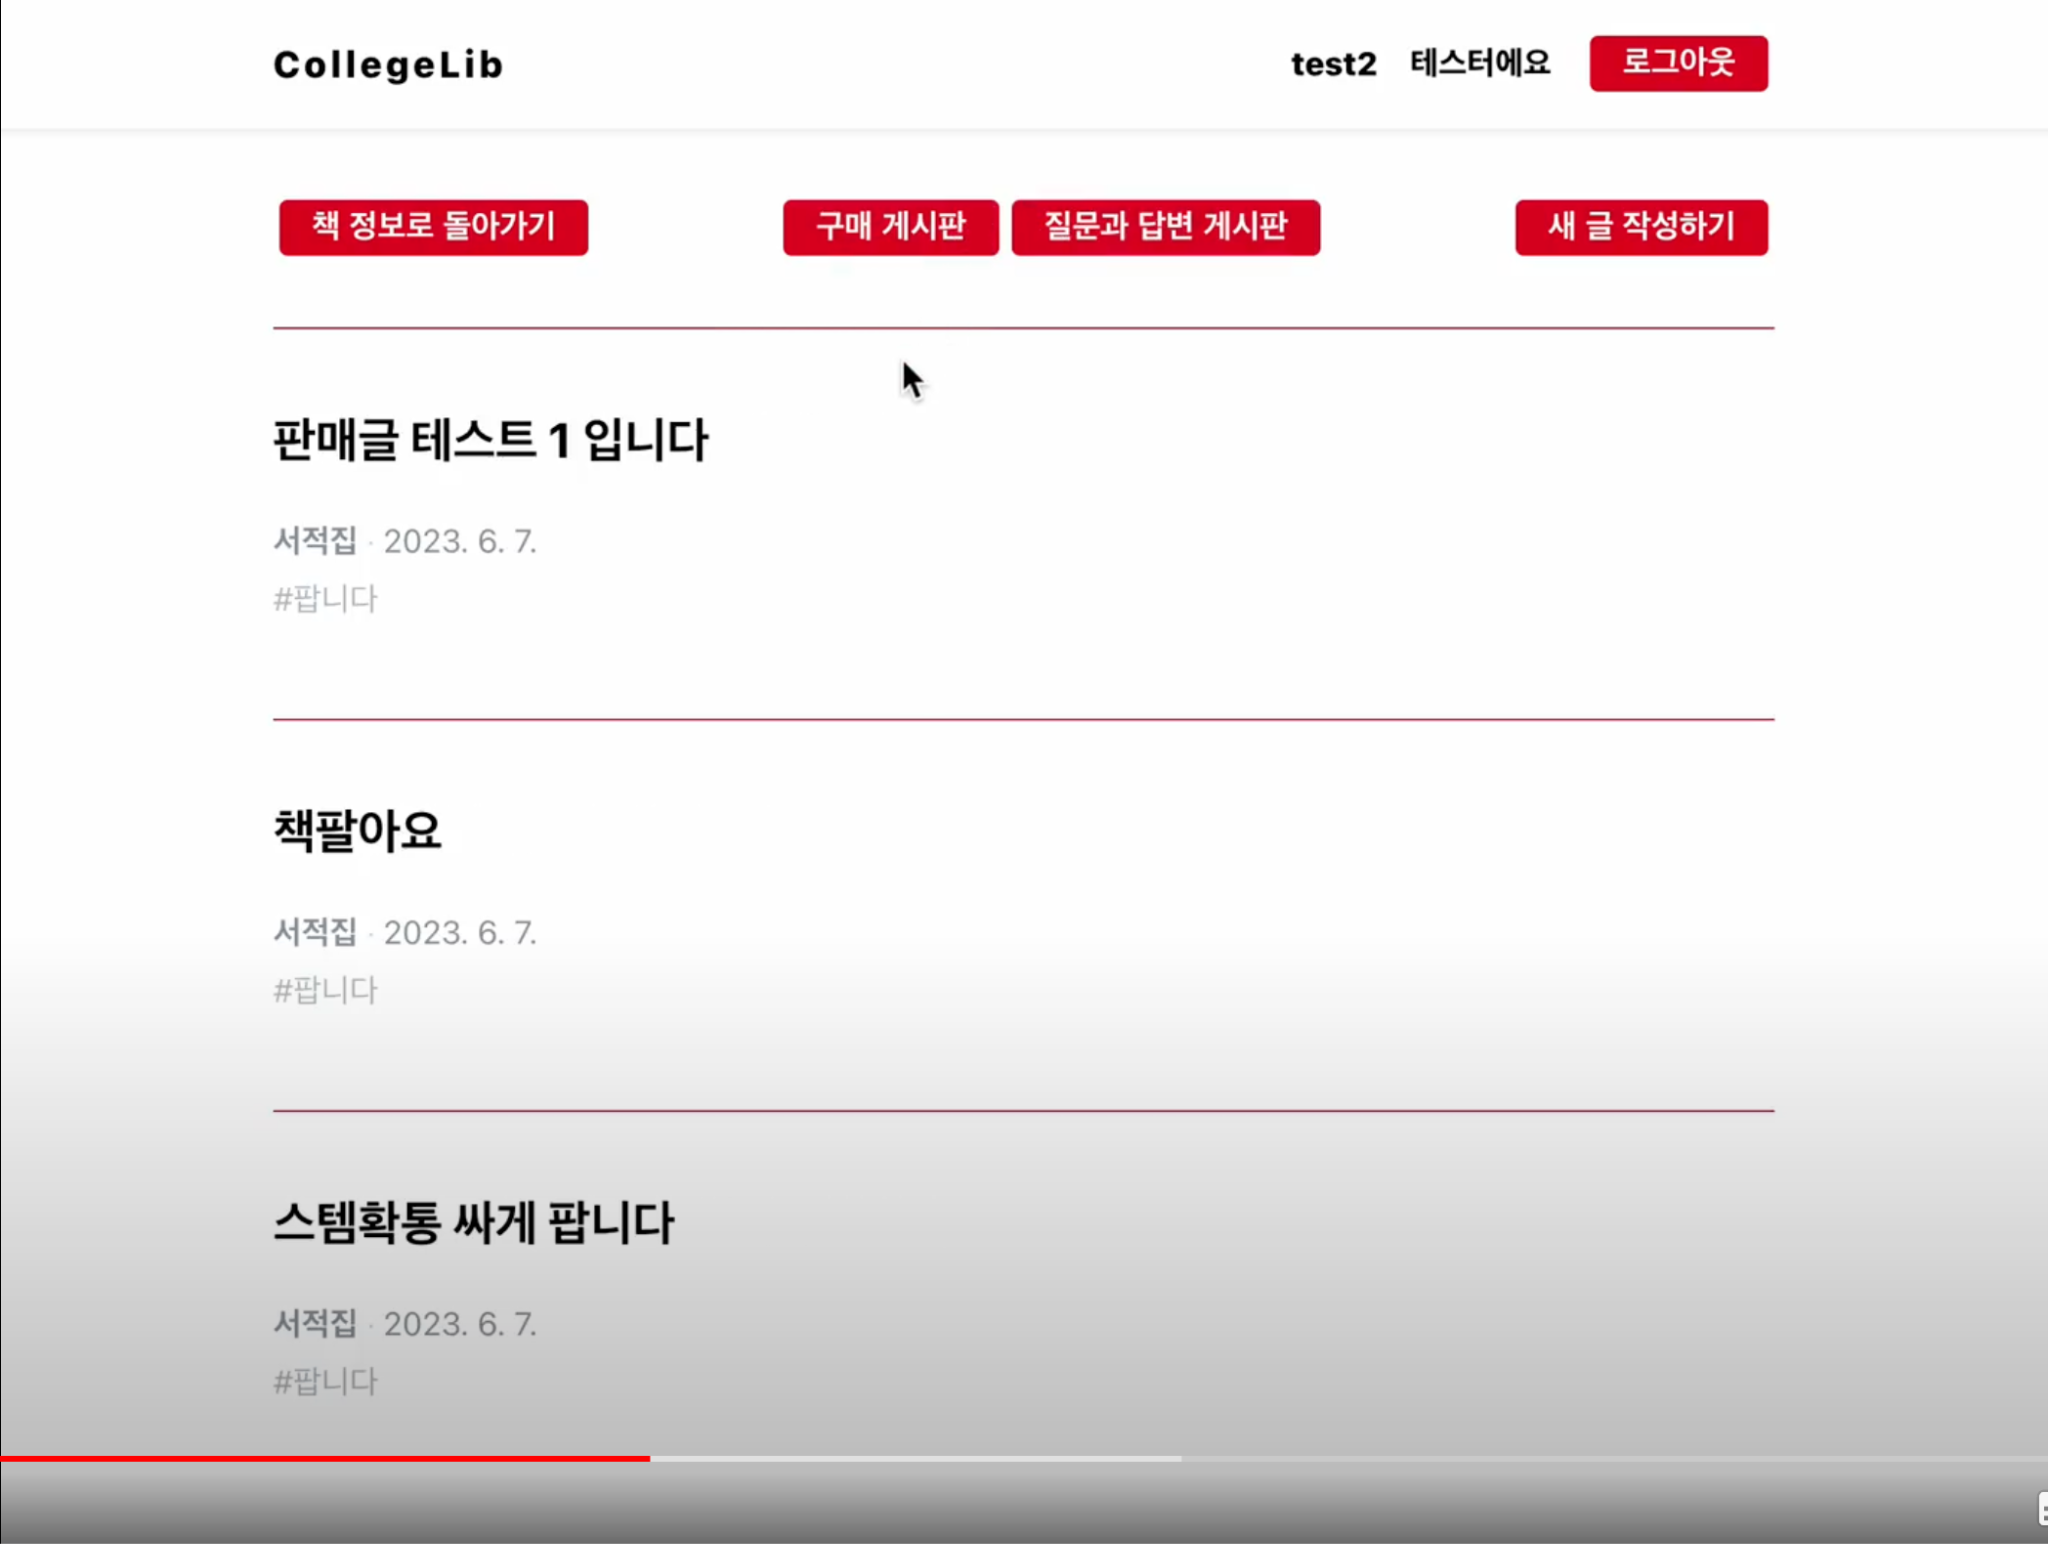 CollegeLib
test2 테스터에요 로그아웃
책 정보로 돌아가기 구매 게시판 질문과 답변 게시판 새 글 작성하기
판매글 테스트 1 입니다
서적집 · 2023. 6. 7.
#팝니다
책팔아요
서적집 · 2023. 6. 7.
#팝니다
스템확통 싸게 팝니다
서적집 · 2023. 6. 7.
#팝니다